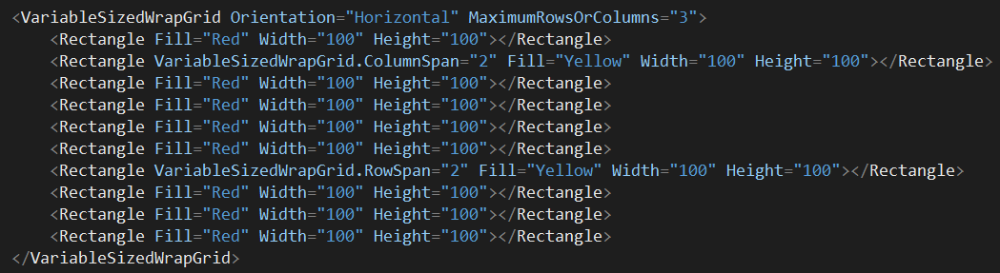 <VariableSizedWrapGrid Orientation="Horizontal" MaximumRowsOrColumns="3">
    <Rectangle Fill="Red" Width="100" Height="100"></Rectangle>
    <Rectangle VariableSizedWrapGrid.ColumnSpan="2" Fill="Yellow" Width="100" Height="100"></Rectangle>
    <Rectangle Fill="Red" Width="100" Height="100"></Rectangle>
    <Rectangle Fill="Red" Width="100" Height="100"></Rectangle>
    <Rectangle Fill="Red" Width="100" Height="100"></Rectangle>
    <Rectangle Fill="Red" Width="100" Height="100"></Rectangle>
    <Rectangle VariableSizedWrapGrid.RowSpan="2" Fill="Yellow" Width="100" Height="100"></Rectangle>
    <Rectangle Fill="Red" Width="100" Height="100"></Rectangle>
    <Rectangle Fill="Red" Width="100" Height="100"></Rectangle>
    <Rectangle Fill="Red" Width="100" Height="100"></Rectangle>
</VariableSizedWrapGrid>